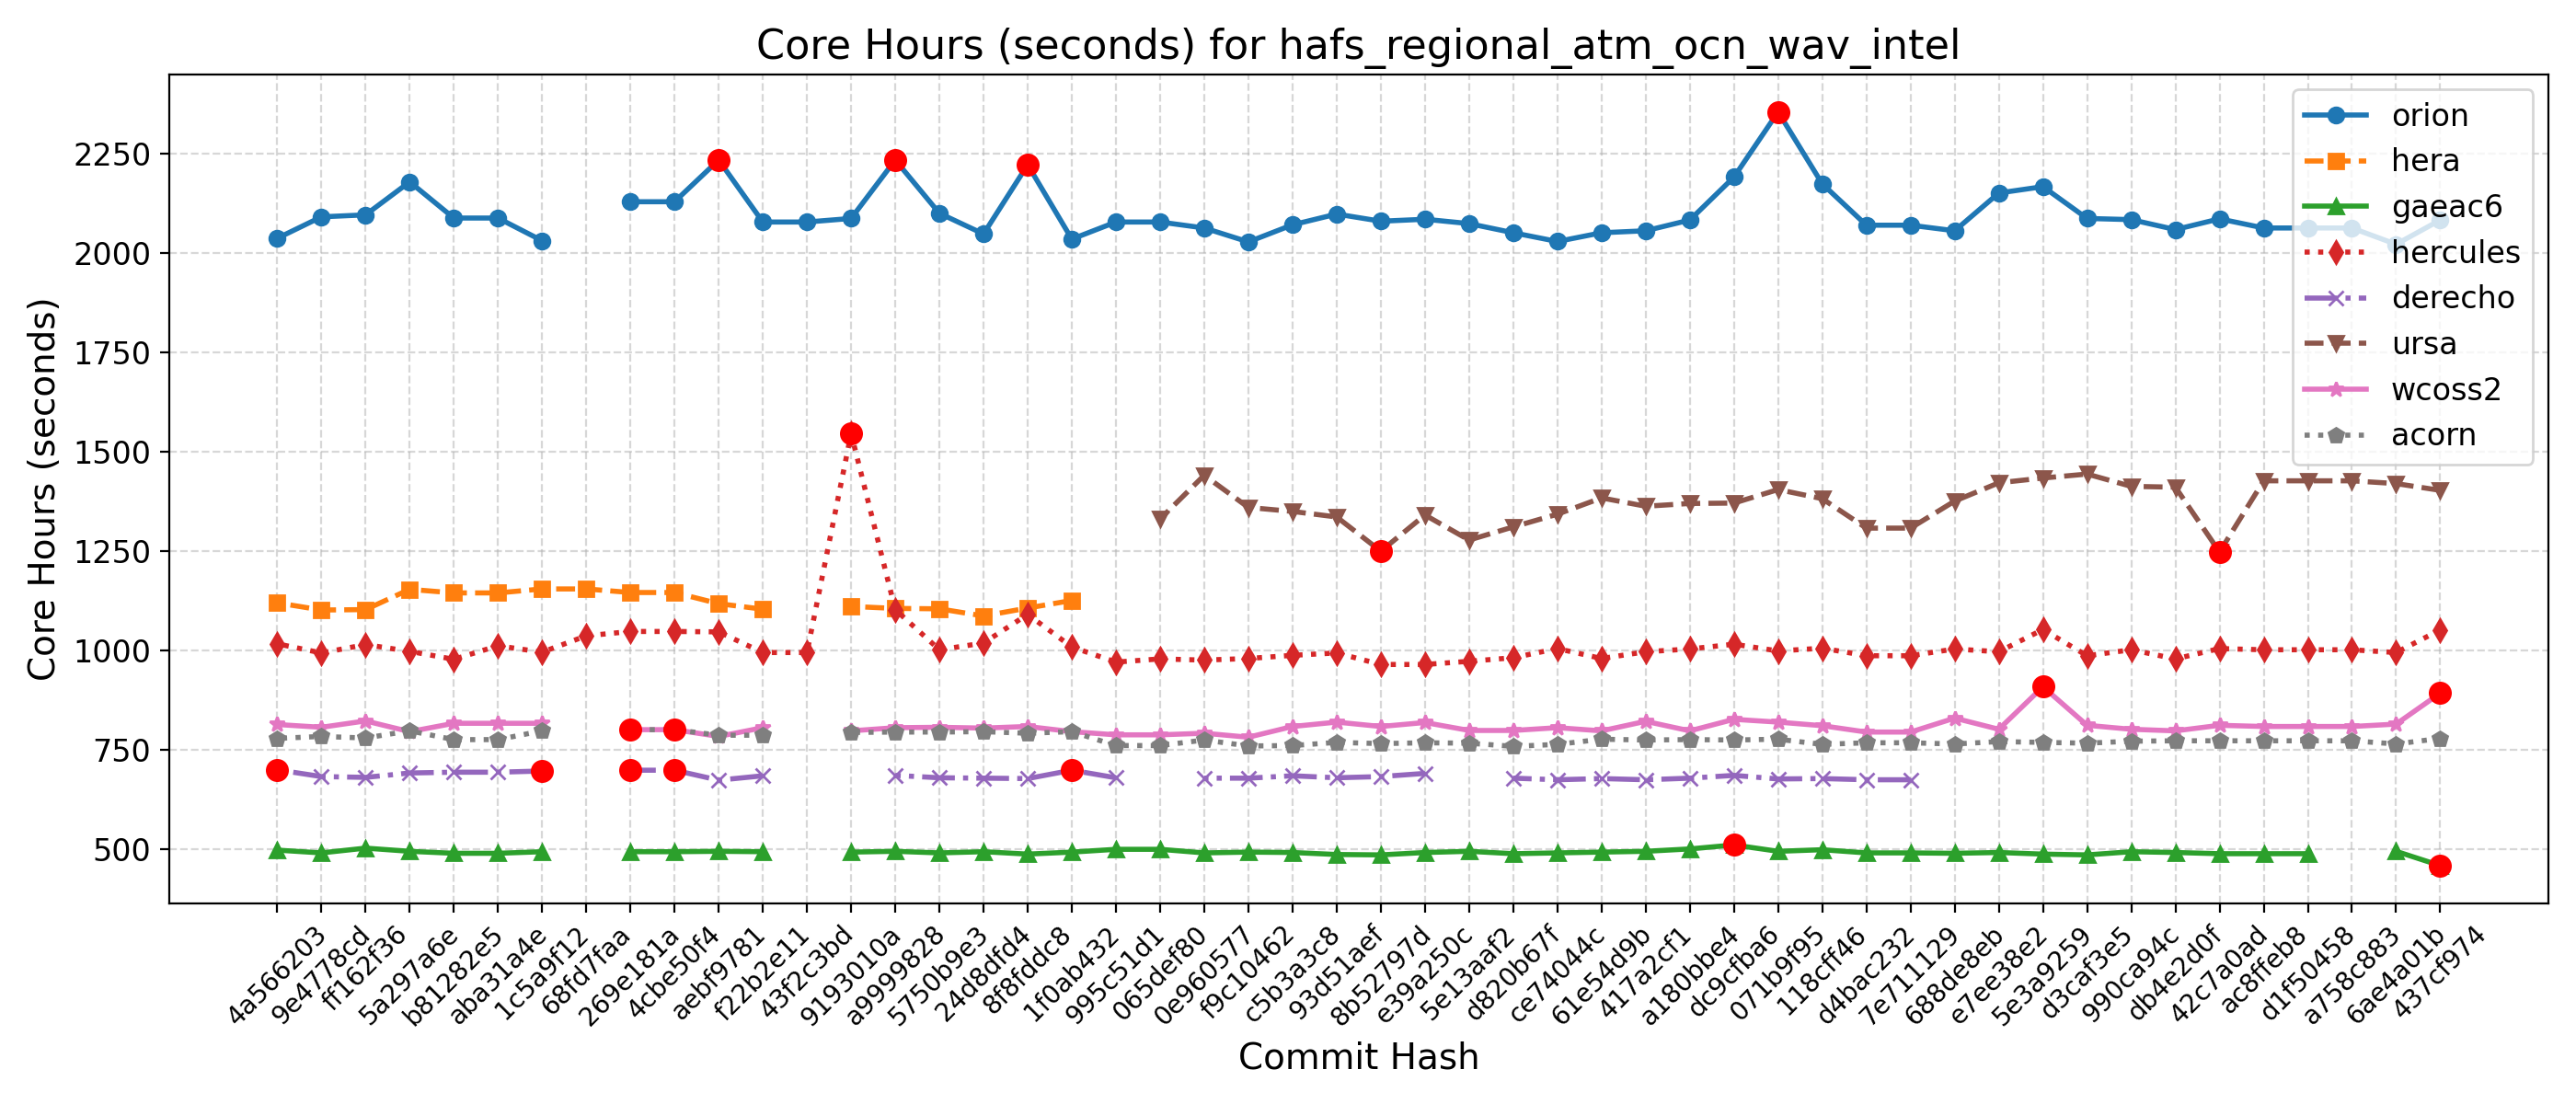 Core Hours (seconds) for hafs_regional_atm_ocn_wav_intel
Core Hours (seconds)
2250
2000
1750
1500
1250
1000
750
500
orion
hera
gaeac6
hercules
derecho
ursa
wcoss2
acorn
4a566203
9e4778cd
ff162f36
5a297a6e
b81282e5
aba31a4e
1c5a9f12
68fd7faa
269e181a
4cbe50f4
aebf9781
f22b2e11
43f2c3bd
9193010a
a9999828
5750b9e3
24d8dfd4
8f8fddc8
1f0ab432
995c51d1
065def80
0e960577
f9c10462
c5b3a3c8
93d51aef
8b52797d
e39a250c
5e13aaf2
d820b67f
ce74044c
61e54d9b
417a2cf1
a180bbe4
dc9cfba6
071b9f95
118cff46
d4bac232
7e711129
688de8eb
e7ee38e2
5e3a9259
d3caf3e5
990ca94c
db4e2d0f
42c7a0ad
ac8ffeb8
d1f50458
a758c883
6ae4a01b
437cf974
Commit Hash